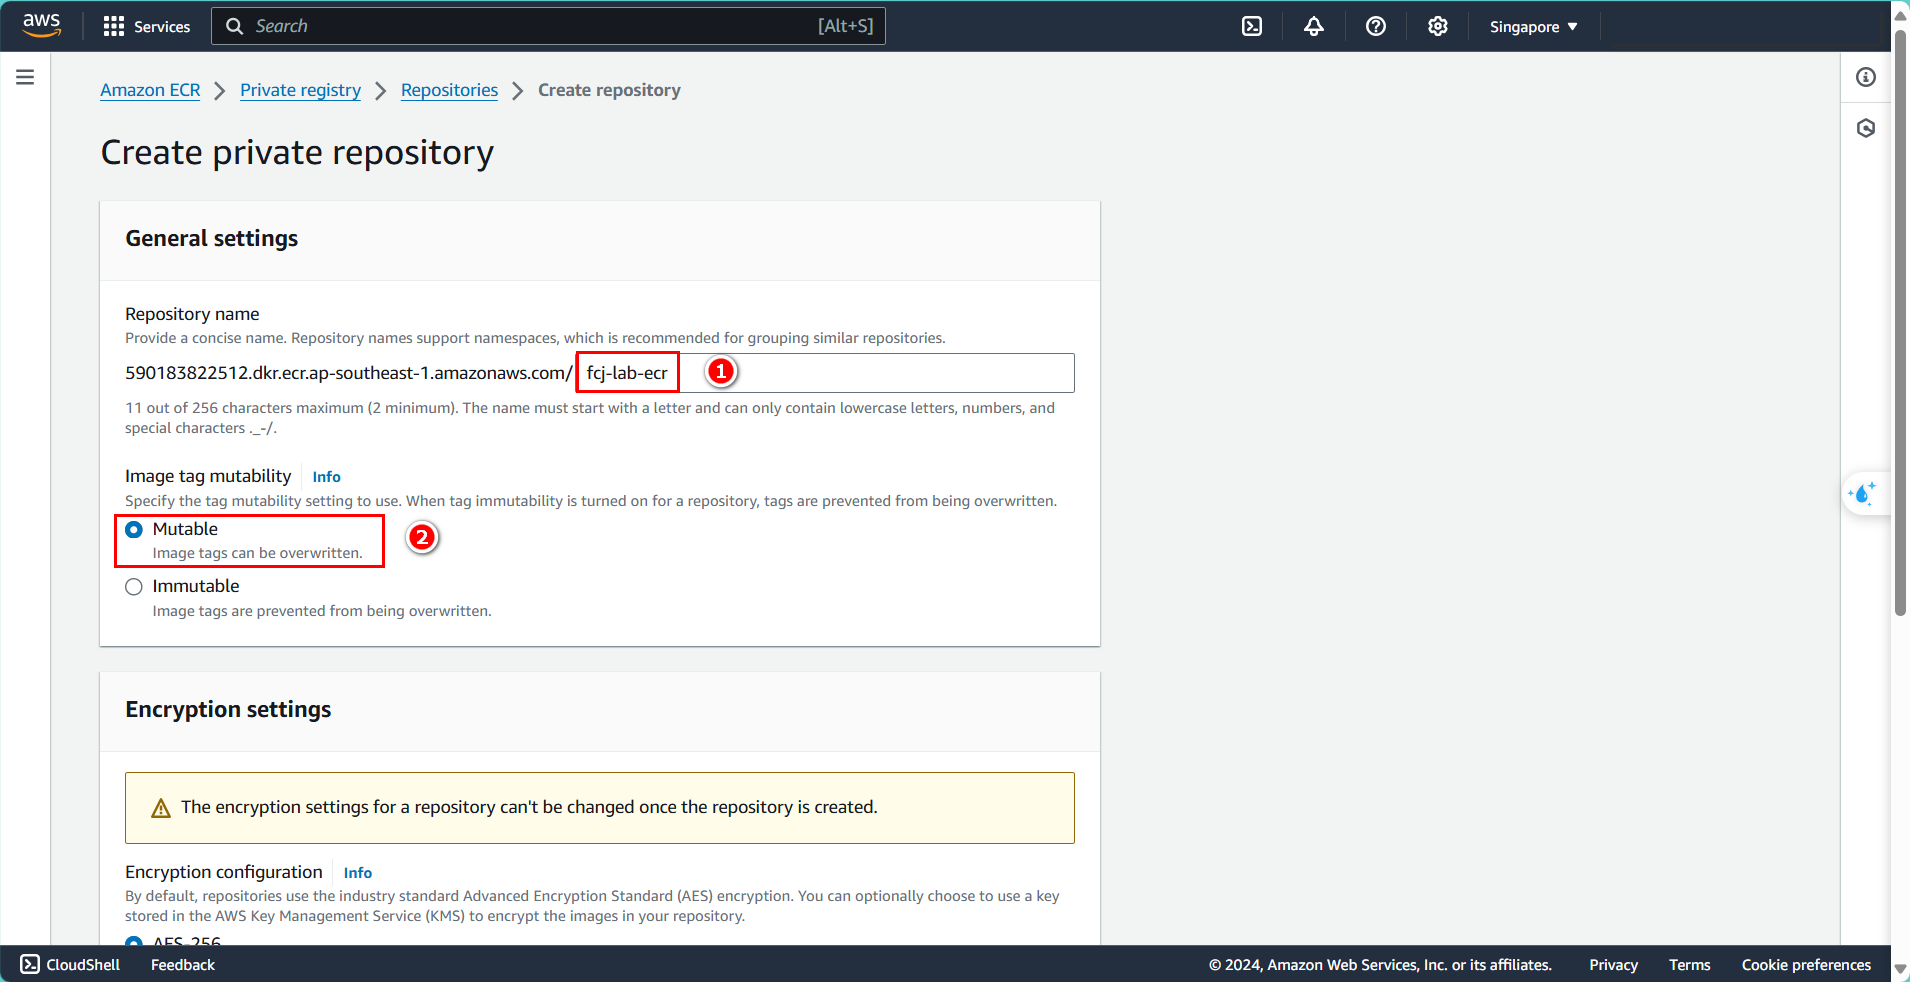 aws
Services
Search
[Alt+S]
Singapore
Amazon ECR
Private registry
Repositories
Create repository
Create private repository
General settings
Repository name
Provide a concise name. Repository names support namespaces, which is recommended for grouping similar repositories.
590183822512.dkr.ecr.ap-southeast-1.amazonaws.com/
fcj-lab-ecr
1
11 out of 256 characters maximum (2 minimum). The name must start with a letter and can only contain lowercase letters, numbers, and
special characters ._-/.
Image tag mutability
Info
Specify the tag mutability setting to use. When tag immutability is turned on for a repository, tags are prevented from being overwritten.
Mutable
Image tags can be overwritten.
2
Immutable
Image tags are prevented from being overwritten.
Encryption settings
The encryption settings for a repository can't be changed once the repository is created.
Encryption configuration
Info
By default, repositories use the industry standard Advanced Encryption Standard (AES) encryption. You can optionally choose to use a key
stored in the AWS Key Management Service (KMS) to encrypt the images in your repository.
AES-256
CloudShell
Feedback
© 2024, Amazon Web Services, Inc. or its affiliates.
Privacy
Terms
Cookie preferences